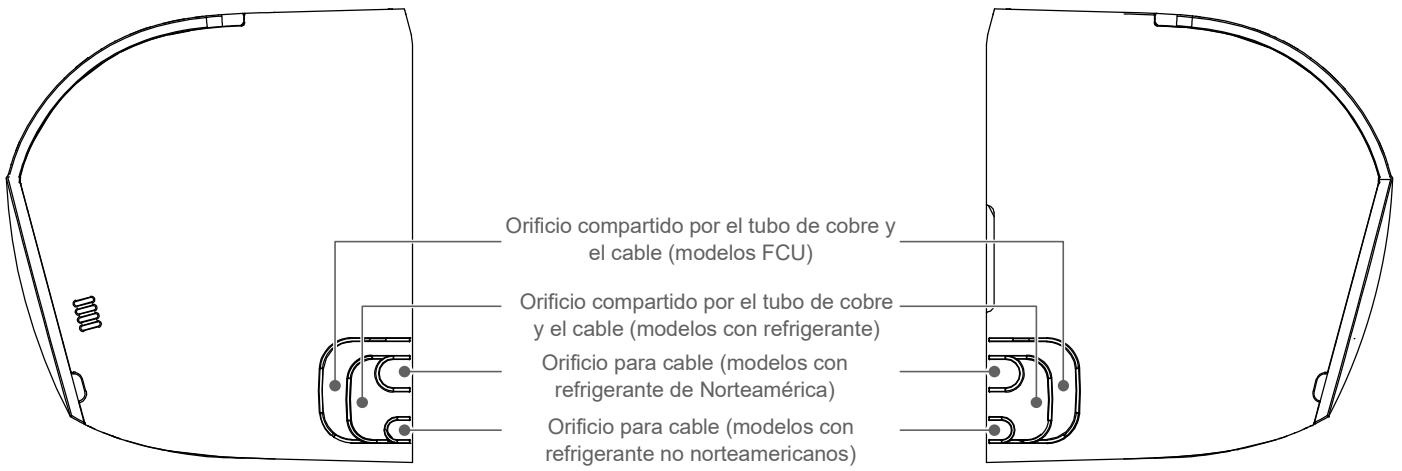 Orificio compartido por el tubo de cobre y
el cable (modelos FCU)
Orificio compartido por el tubo de cobre
y el cable (modelos con refrigerante)
Orificio para cable (modelos con
refrigerante de Norteamérica)
Orificio para cable (modelos con
refrigerante no norteamericanos)